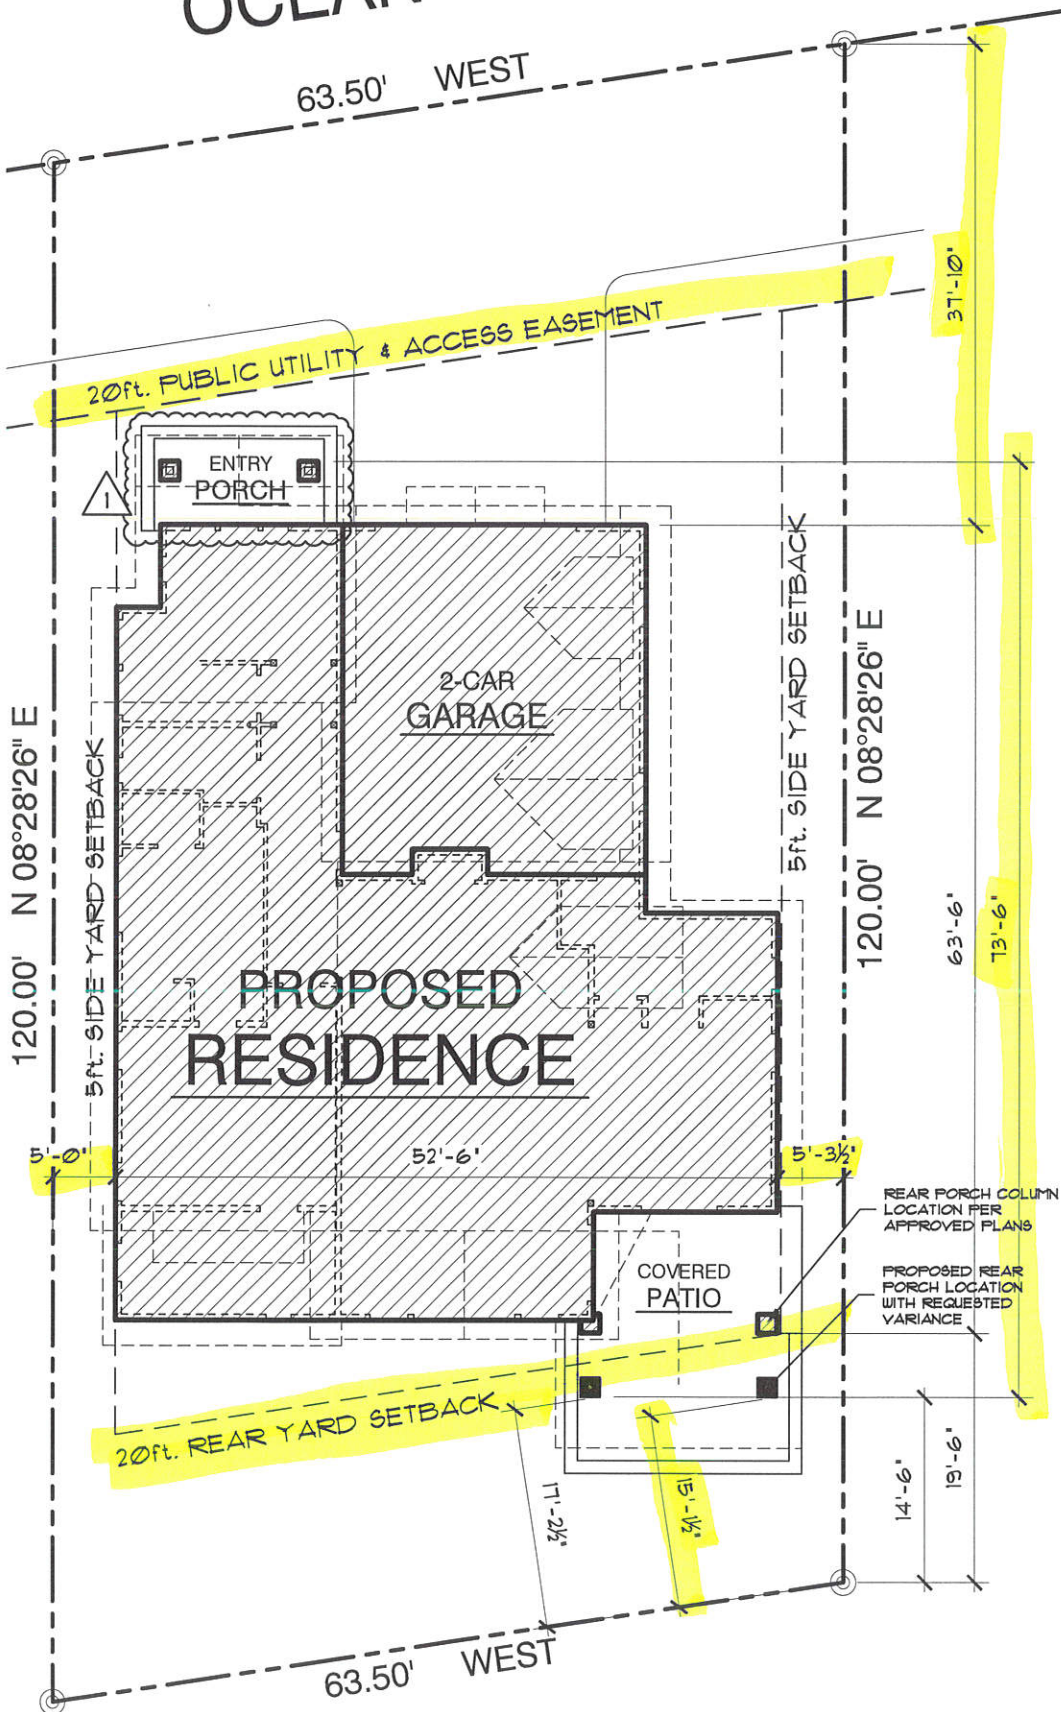 63.50' WEST
37'-10"
20ft. PUBLIC UTILITY & ACCESS EASEMENT
ENTRY
PORCH
1
2-CAR
GARAGE
5ft. SIDE YARD SETBACK
120.00' N 08°28'26" E
5ft. SIDE YARD SETBACK
120.00' N 08°28'26" E
63'-6"
73'-6"
PROPOSED
RESIDENCE
5'-0"
52'-6"
5'-3½"
REAR PORCH COLUMN
LOCATION PER
APPROVED PLANS
COVERED
PATIO
PROPOSED REAR
PORCH LOCATION
WITH REQUESTED
VARIANCE
20ft. REAR YARD SETBACK
17'-2½"
15'-½"
14'-6"
19'-6"
63.50' WEST